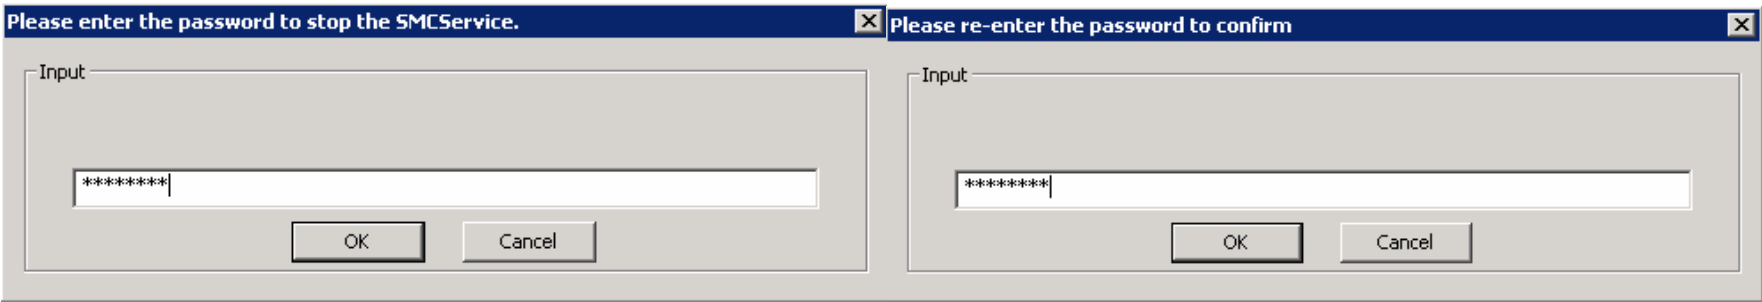 Please enter the password to stop the SMCService.
Input
********
OK Cancel
Please re-enter the password to confirm
Input
********
OK Cancel